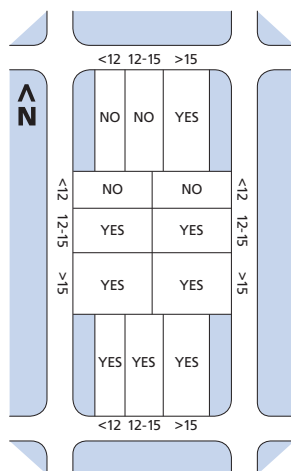 <12 12-15 >15
< N
NO NO YES
<12 NO NO <12
12-15 YES YES 12-15
>15 YES YES >15
YES YES YES
<12 12-15 >15